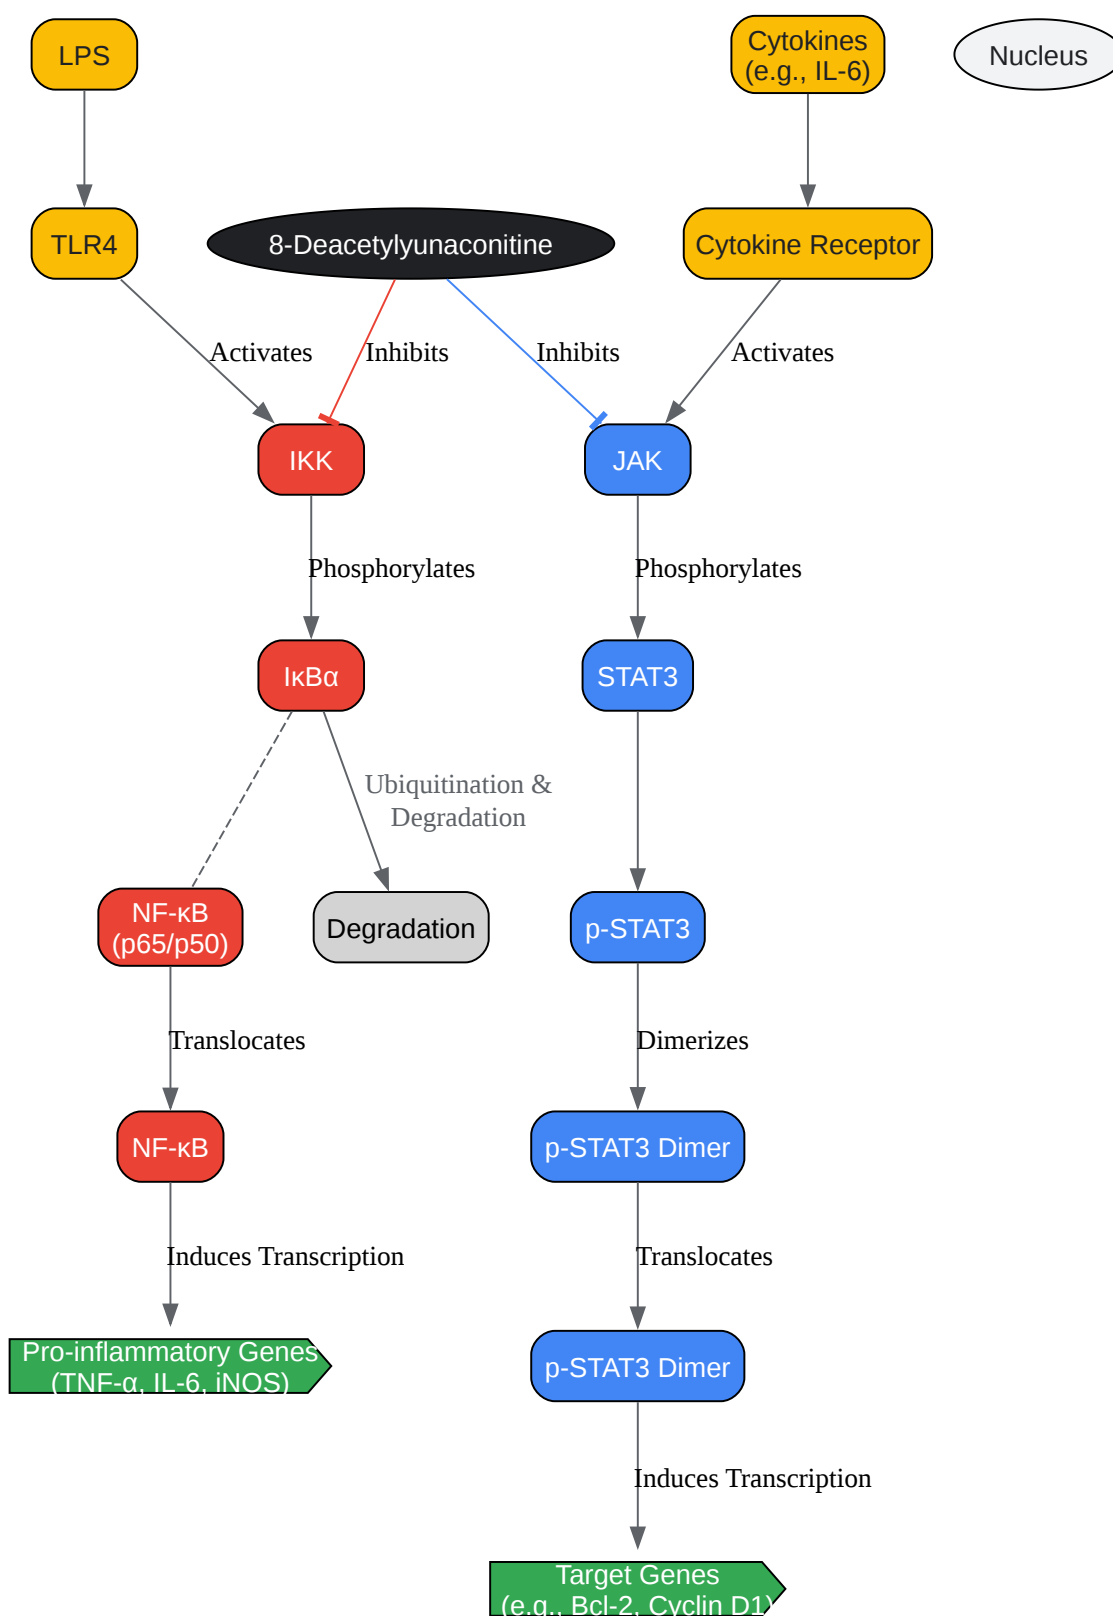 LPS
Cytokines
(e.g., IL-6)
Nucleus
TLR4
8-Deacetylyunaconitine
Cytokine Receptor
Activates
Inhibits
Inhibits
Activates
IKK
JAK
Phosphorylates
Phosphorylates
IκBα
STAT3
Ubiquitination &
Degradation
NF-κB
(p65/p50)
Degradation
p-STAT3
Translocates
Dimerizes
NF-κB
p-STAT3 Dimer
Induces Transcription
Translocates
Pro-inflammatory Genes
(TNF-α, IL-6, iNOS)
p-STAT3 Dimer
Induces Transcription
Target Genes
(e.g., Bcl-2, Cyclin D1)